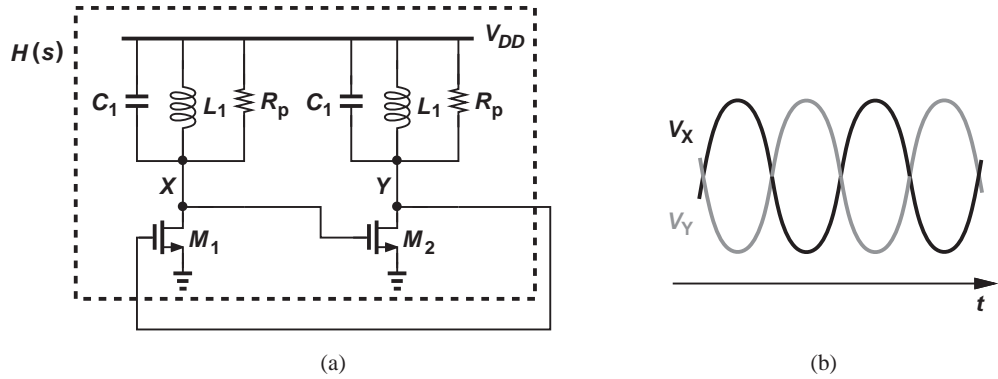 H(s)
V_DD
C_1 L_1 R_p C_1 L_1 R_p
X Y
M_1 M_2
(a)
V_X
V_Y
t
(b)